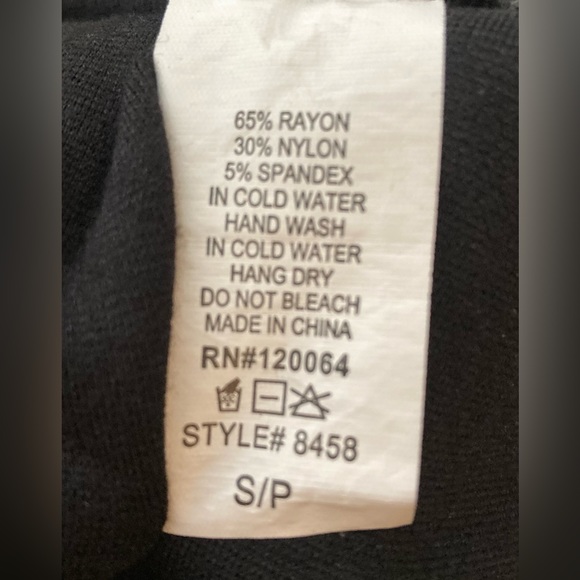 65% RAYON
30% NYLON
5% SPANDEX
IN COLD WATER
HAND WASH
IN COLD WATER
HANG DRY
DO NOT BLEACH
MADE IN CHINA
RN#120064
STYLE# 8458
S/P